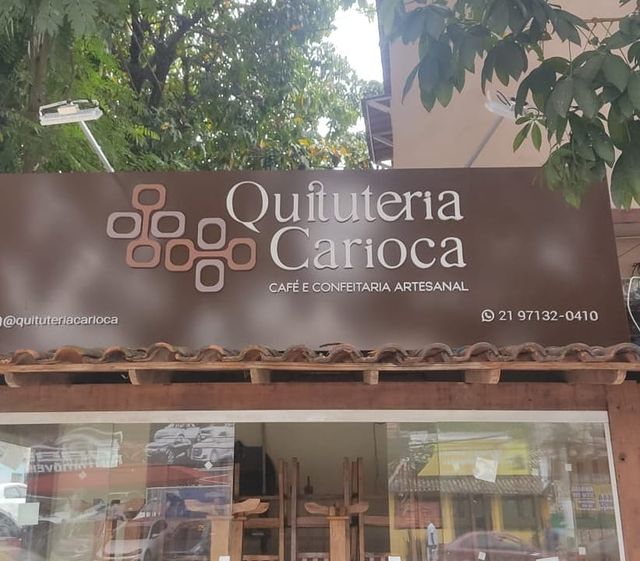 Quituteria
Carioca
CAFÉ E CONFEITARIA ARTESANAL
@quituteriacarioca
21 97132-0410